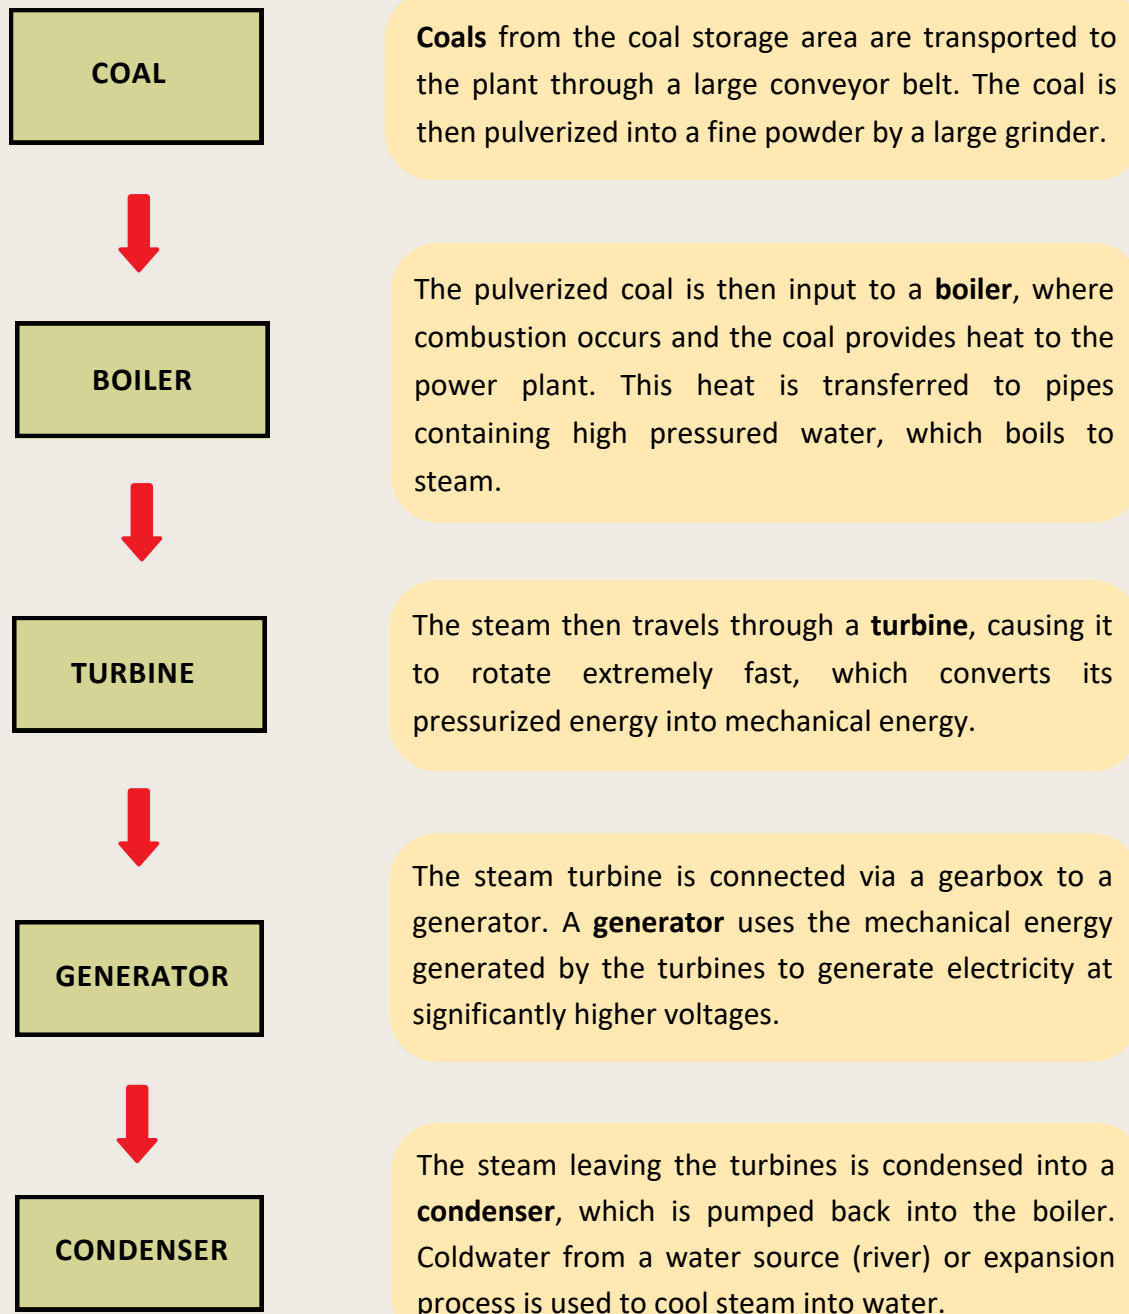 COAL
Coals from the coal storage area are transported to
the plant through a large conveyor belt. The coal is
then pulverized into a fine powder by a large grinder.
BOILER
The pulverized coal is then input to a boiler, where
combustion occurs and the coal provides heat to the
power plant. This heat is transferred to pipes
containing high pressured water, which boils to
steam.
TURBINE
The steam then travels through a turbine, causing it
to rotate extremely fast, which converts its
pressurized energy into mechanical energy.
GENERATOR
The steam turbine is connected via a gearbox to a
generator. A generator uses the mechanical energy
generated by the turbines to generate electricity at
significantly higher voltages.
CONDENSER
The steam leaving the turbines is condensed into a
condenser, which is pumped back into the boiler.
Coldwater from a water source (river) or expansion
process is used to cool steam into water.